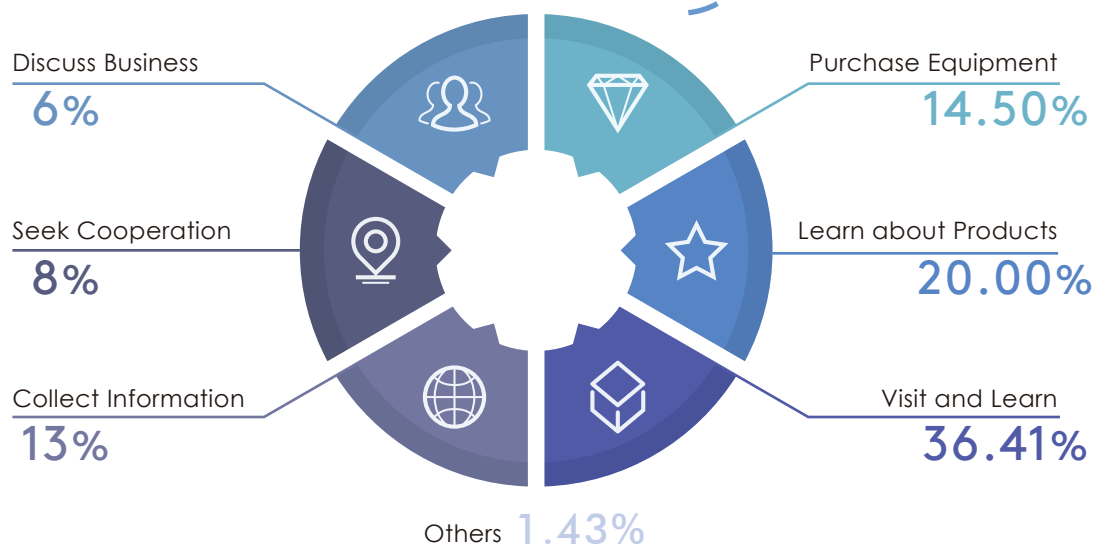 Discuss Business
6%
Purchase Equipment
14.50%
Seek Cooperation
8%
Learn about Products
20.00%
Collect Information
13%
Visit and Learn
36.41%
Others 1.43%